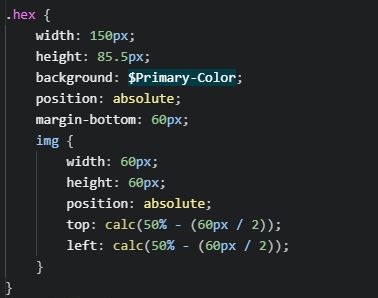 .hex {
    width: 150px;
    height: 85.5px;
    background: $Primary-Color;
    position: absolute;
    margin-bottom: 60px;
    img {
        width: 60px;
        height: 60px;
        position: absolute;
        top: calc(50% - (60px / 2));
        left: calc(50% - (60px / 2));
    }
}